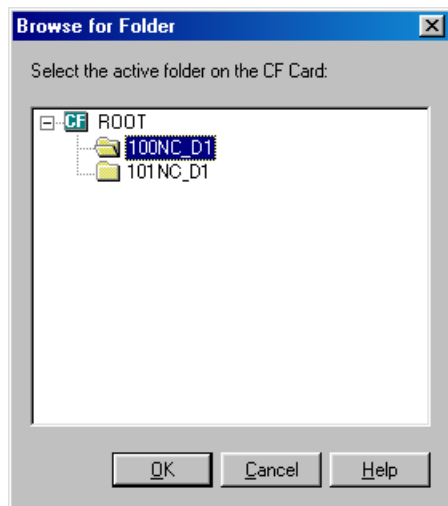 Browse for Folder
Select the active folder on the CF Card:
CF ROOT
100NC_D1
101NC_D1
OK Cancel Help